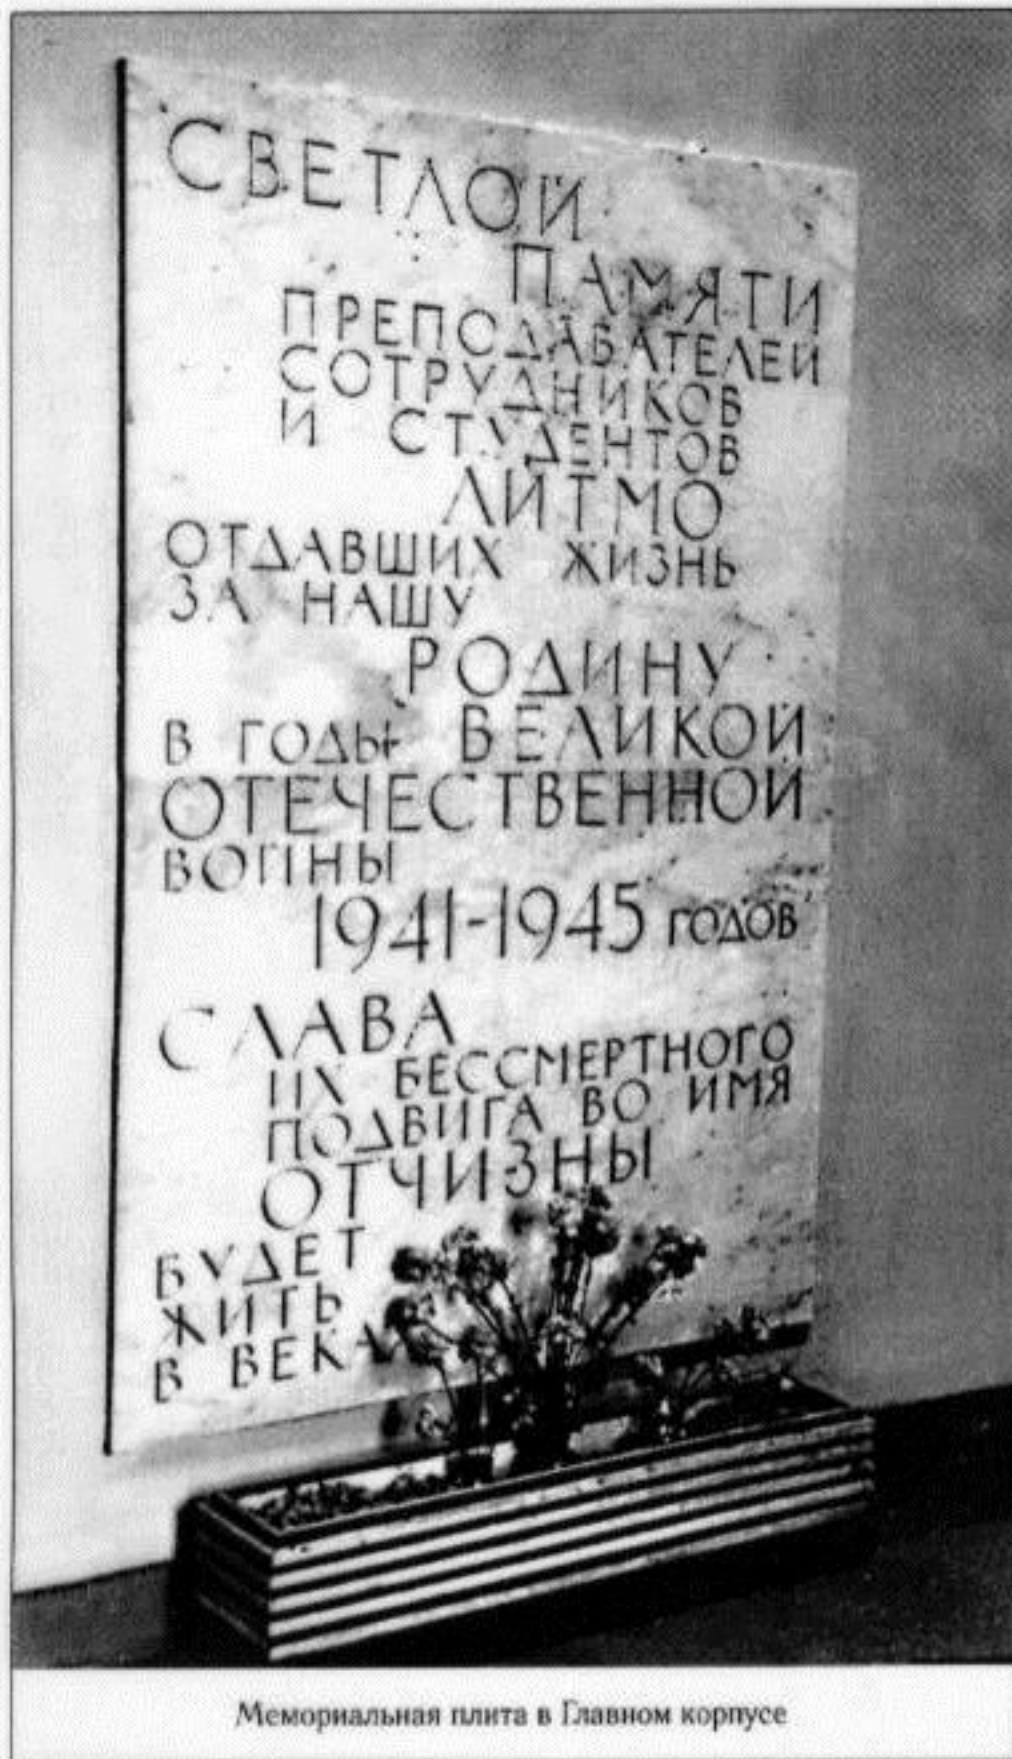 СВЕТЛОЙ
ПАМЯТИ
ПРЕПОДАВАТЕЛЕЙ
СОТРУДНИКОВ
И СТУДЕНТОВ
ЛИТМО
ОТДАВШИХ ЖИЗНЬ
ЗА НАШУ
РОДИНУ
В ГОДЫ ВЕЛИКОЙ
ОТЕЧЕСТВЕННОЙ
ВОЙНЫ
1941-1945 ГОДОВ
СЛАВА
ИХ БЕССМЕРТНОГО
ПОДВИГА ВО ИМЯ
ОТЧИЗНЫ
БУДЕТ
ЖИТЬ
В ВЕКА
Мемориальная плита в Главном корпусе